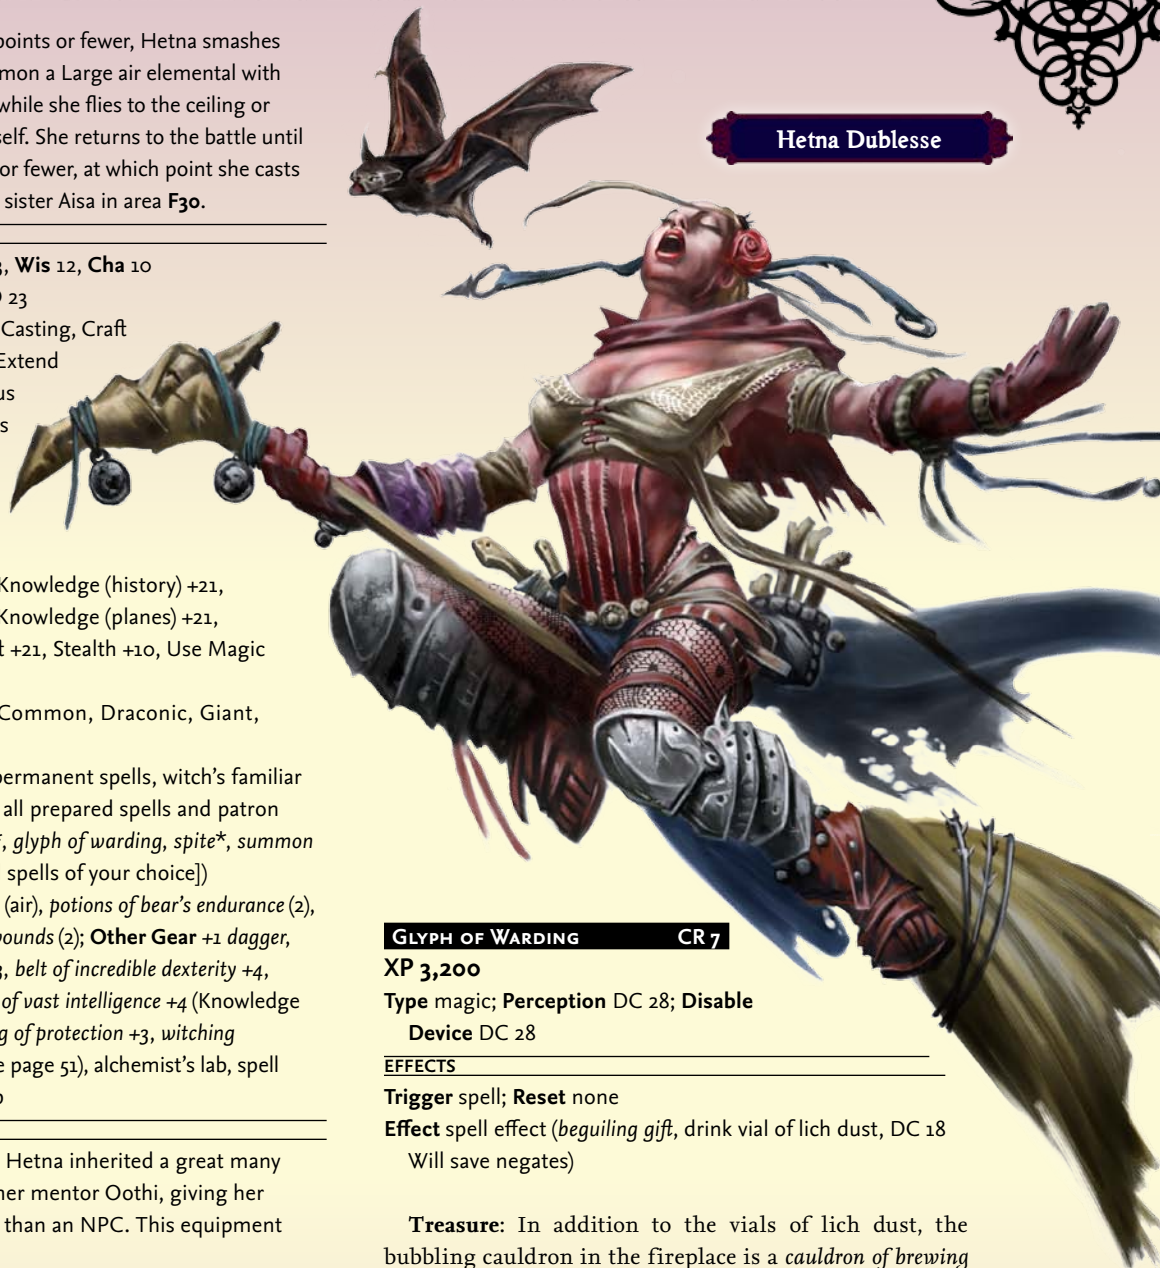 points or fewer, Hetna smashes
mon a Large air elemental with
while she flies to the ceiling or
self. She returns to the battle until
or fewer, at which point she casts
sister Aisa in area F30.
, Wis 12, Cha 10
23
Casting, Craft
Extend
us
s
Knowledge (history) +21,
Knowledge (planes) +21,
t +21, Stealth +10, Use Magic
Common, Draconic, Giant,
permanent spells, witch's familiar
all prepared spells and patron
, glyph of warding, spite*, summon
spells of your choice])
(air), potions of bear's endurance (2),
wounds (2); Other Gear +1 dagger,
, belt of incredible dexterity +4,
of vast intelligence +4 (Knowledge
g of protection +3, witching
e page 51), alchemist's lab, spell
Hetna inherited a great many
her mentor Oothi, giving her
than an NPC. This equipment
Hetna Dublesse
Glyph of Warding CR 7
XP 3,200
Type magic; Perception DC 28; Disable
Device DC 28
EFFECTS
Trigger spell; Reset none
Effect spell effect (beguiling gift, drink vial of lich dust, DC 18
Will save negates)
Treasure: In addition to the vials of lich dust, the
bubbling cauldron in the fireplace is a cauldron of brewing